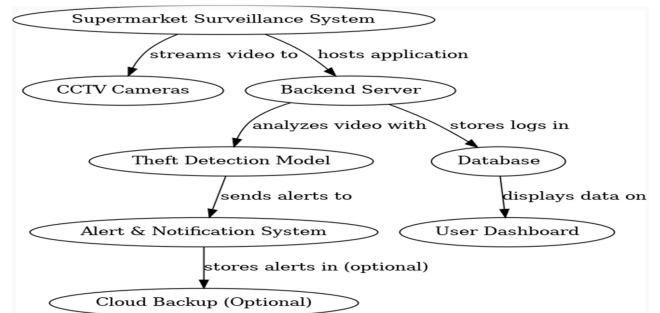 Supermarket Surveillance System
streams video to
hosts application
CCTV Cameras
Backend Server
analyzes video with
stores logs in
Theft Detection Model
Database
sends alerts to
displays data on
Alert & Notification System
User Dashboard
stores alerts in (optional)
Cloud Backup (Optional)